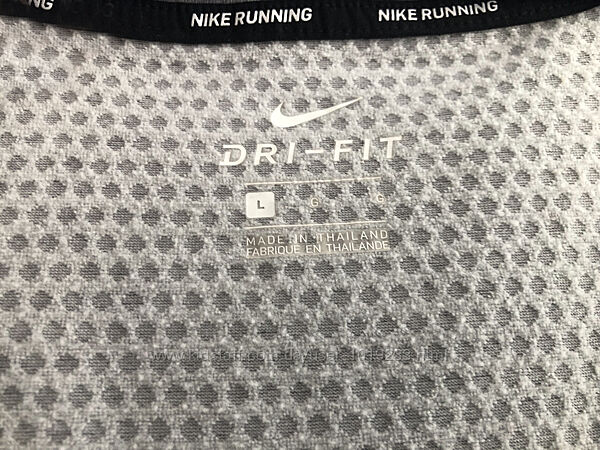 NIKE RUNNING NIKE RUNNING
DRI-FIT
L G G
MADE IN THAILAND
FABRIQUE EN THAILANDE